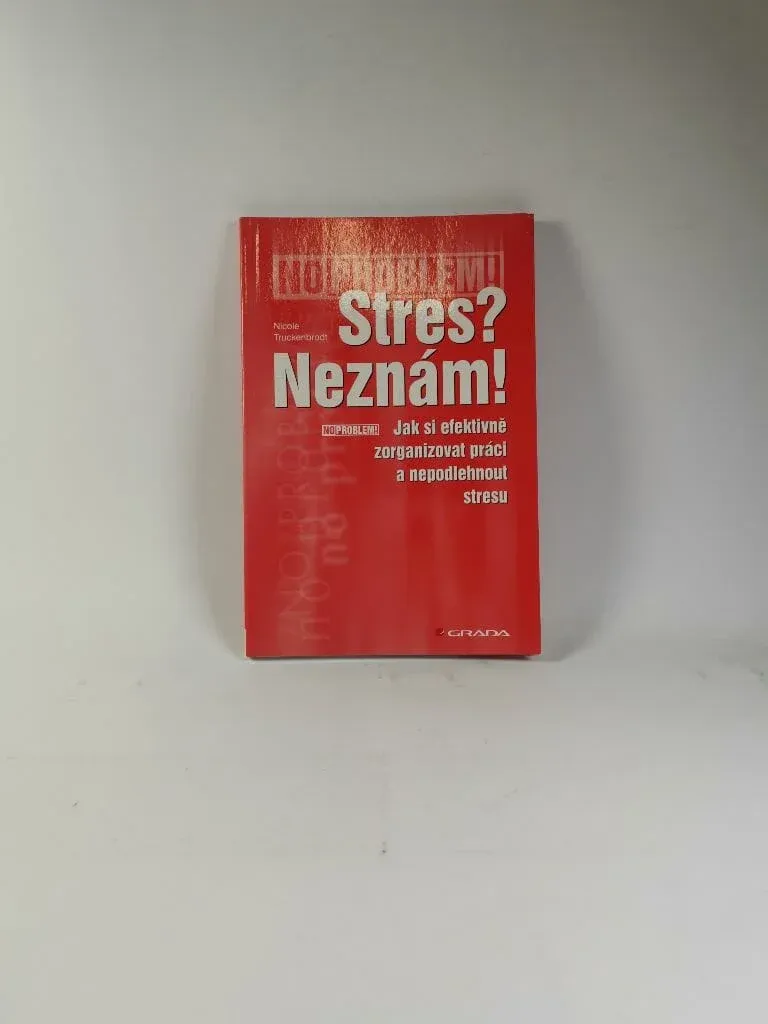 NO PROBLEM!
Nicole
Truckenbrodt
Stres?
Neznám!
NO PROBLEM!
Jak si efektivně
zorganizovat práci
a nepodlehnout
stresu
GRADA